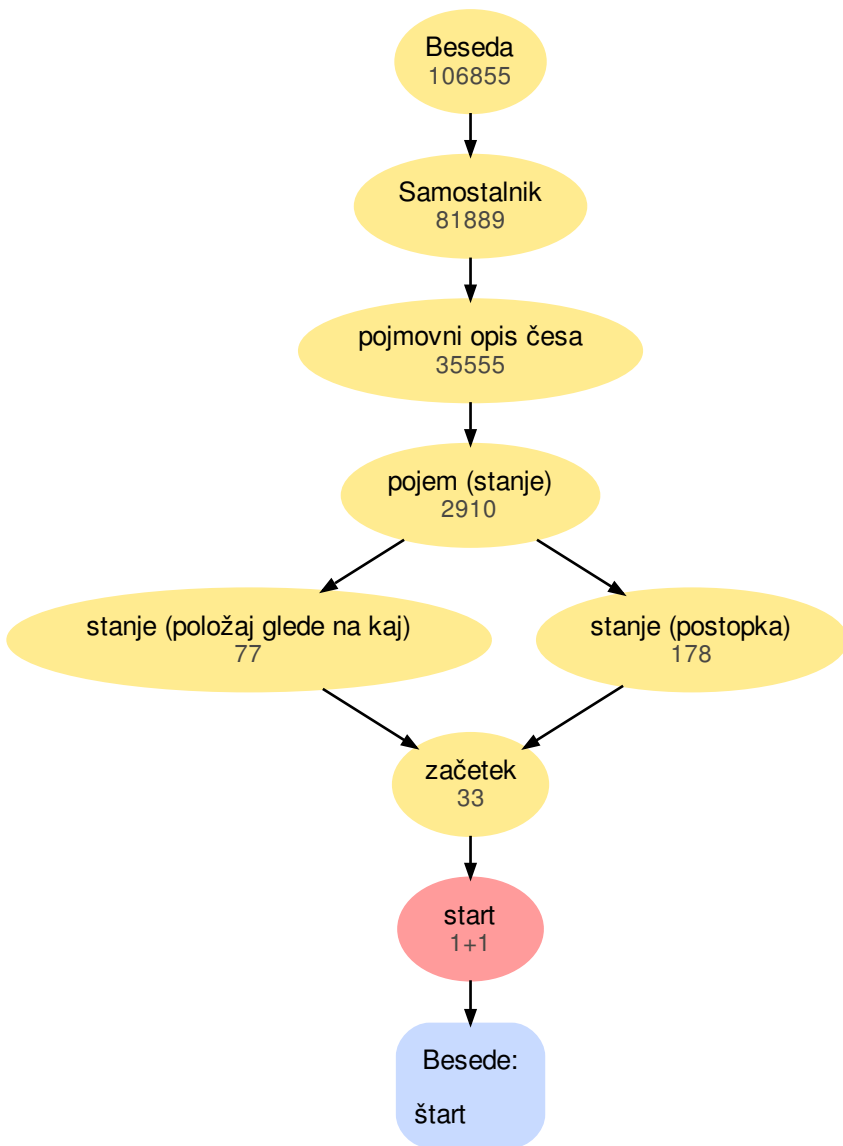 Beseda
106855
Samostalnik
81889
pojmovni opis česa
35555
pojem (stanje)
2910
stanje (položaj glede na kaj)
77
stanje (postopka)
178
začetek
33
start
1+1
Besede:
štart